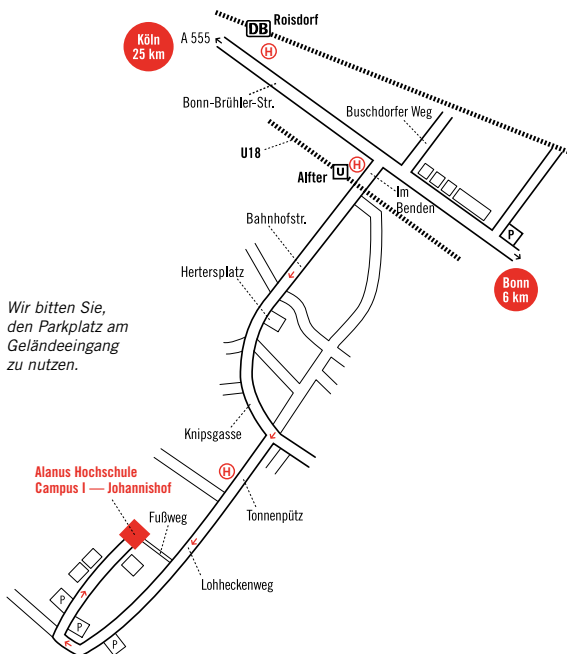 DB Roisdorf
Köln
25 km
A 555
H
Bonn-Brühler-Str.
Buschdorfer Weg
U18
Alfter
U
H
Im
Benden
P
Bahnhofstr.
Hertersplatz
Bonn
6 km
Wir bitten Sie,
den Parkplatz am
Geländeeingang
zu nutzen.
Knipsgasse
H
Alanus Hochschule
Campus I — Johannishof
Fußweg
Tonnenpütz
Lohheckenweg
P
P
P